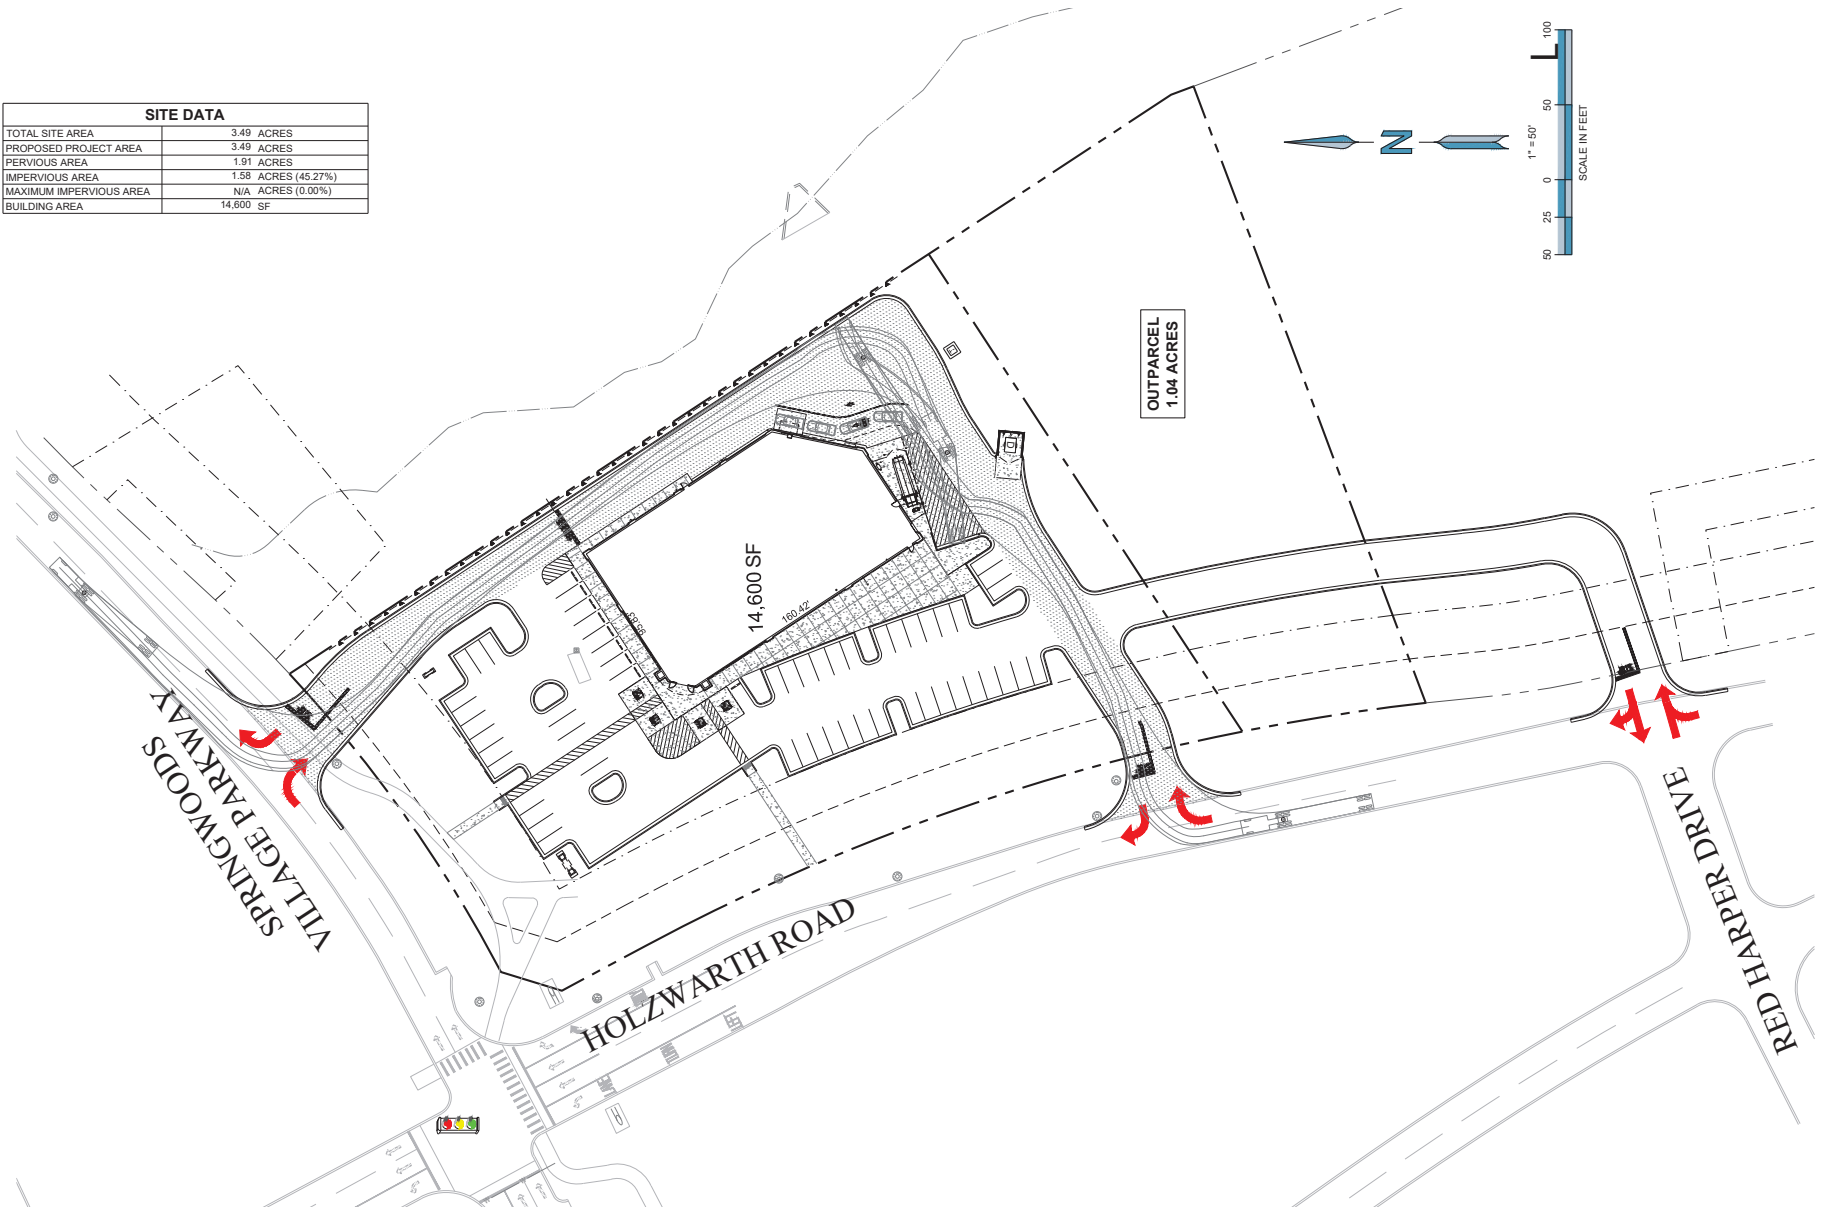 SITE DATA
TOTAL SITE AREA 3.49 ACRES
PROPOSED PROJECT AREA 3.49 ACRES
PERVIOUS AREA 1.91 ACRES
IMPERVIOUS AREA 1.58 ACRES (45.27%)
MAXIMUM IMPERVIOUS AREA N/A ACRES (0.00%)
BUILDING AREA 14,600 SF
N
50 25 0 50 100
1" = 50'
SCALE IN FEET
OUTPARCEL
1.04 ACRES
14,600 SF
160.42'
95.83'
SPRINGWOODS
VILLAGE PARKWAY
HOLZWARTH ROAD
RED HARPER DRIVE